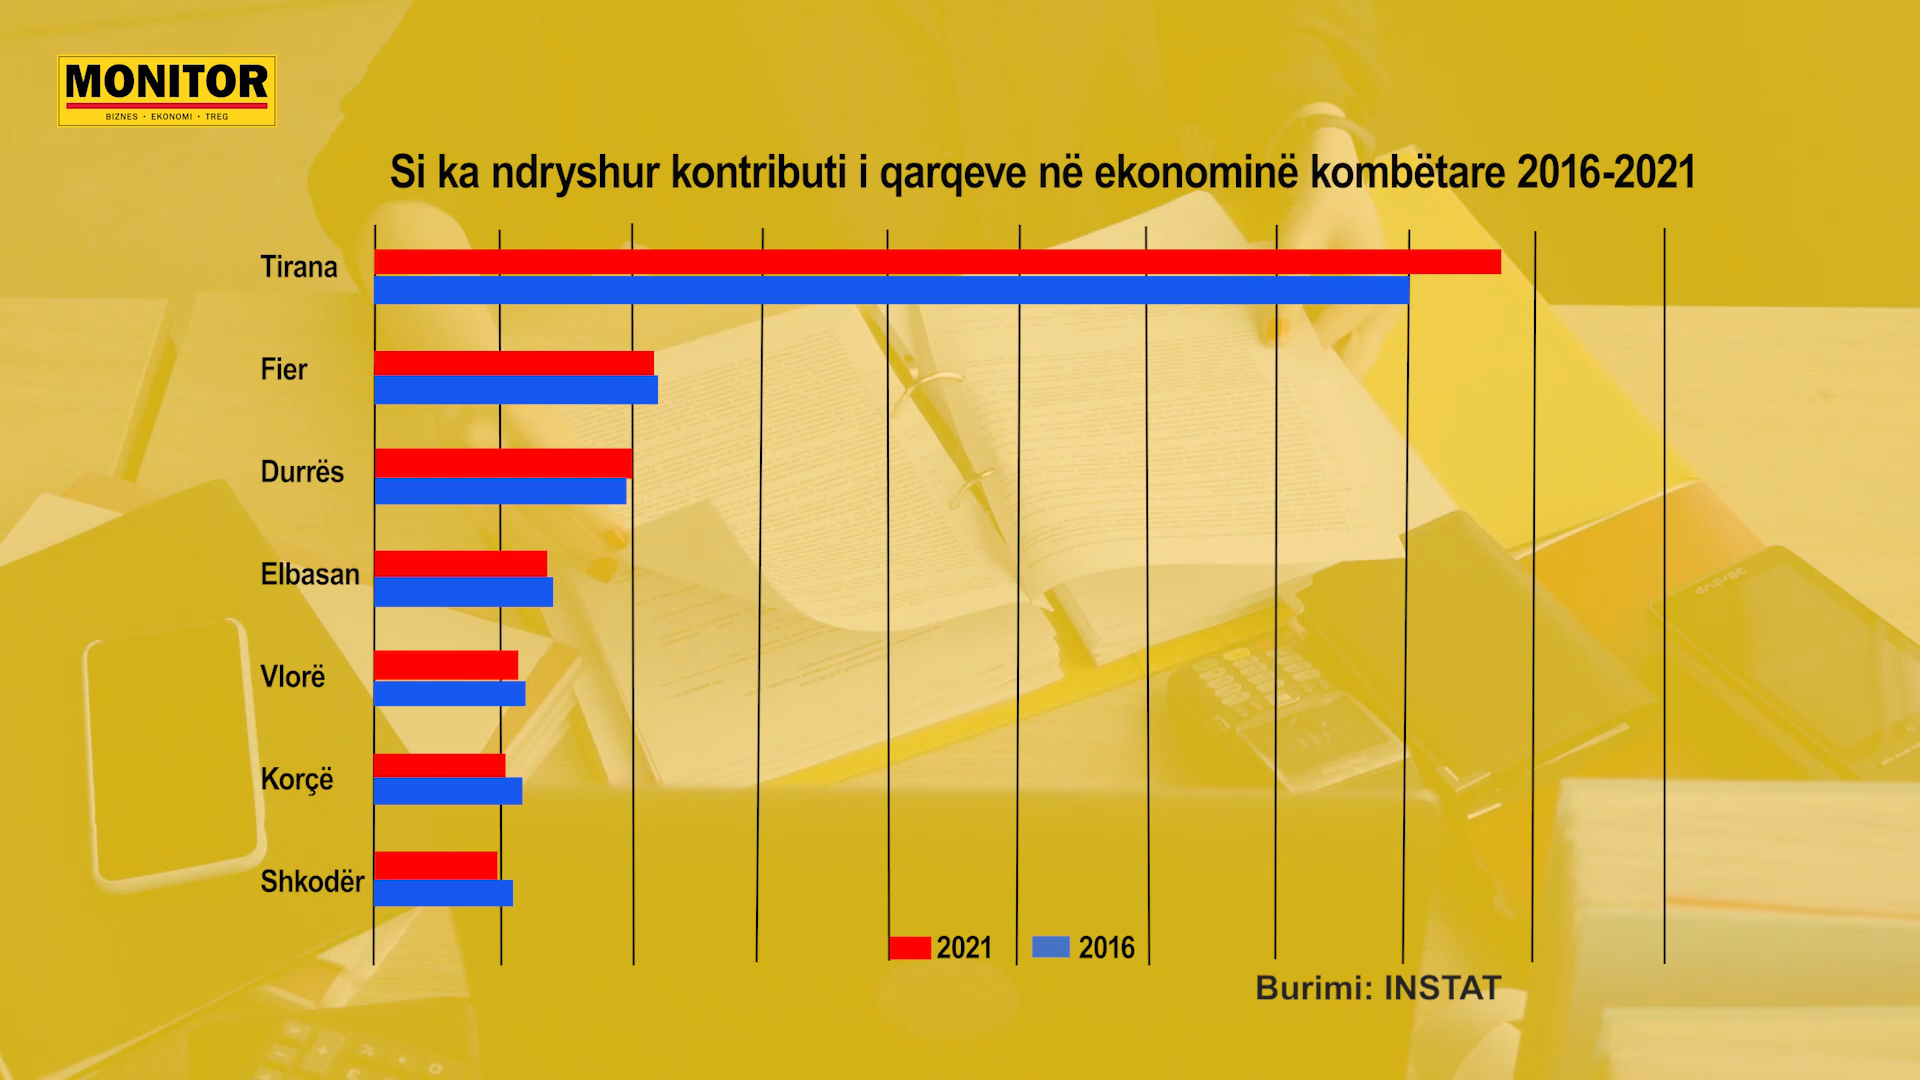 MONITOR
BIZNES • EKONOMI • TREG
Si ka ndryshur kontributi i qarqeve në ekonominë kombëtare 2016-2021
Tirana
Fier
Durrës
Elbasan
Vlorë
Korçë
Shkodër
2021 2016
Burimi: INSTAT